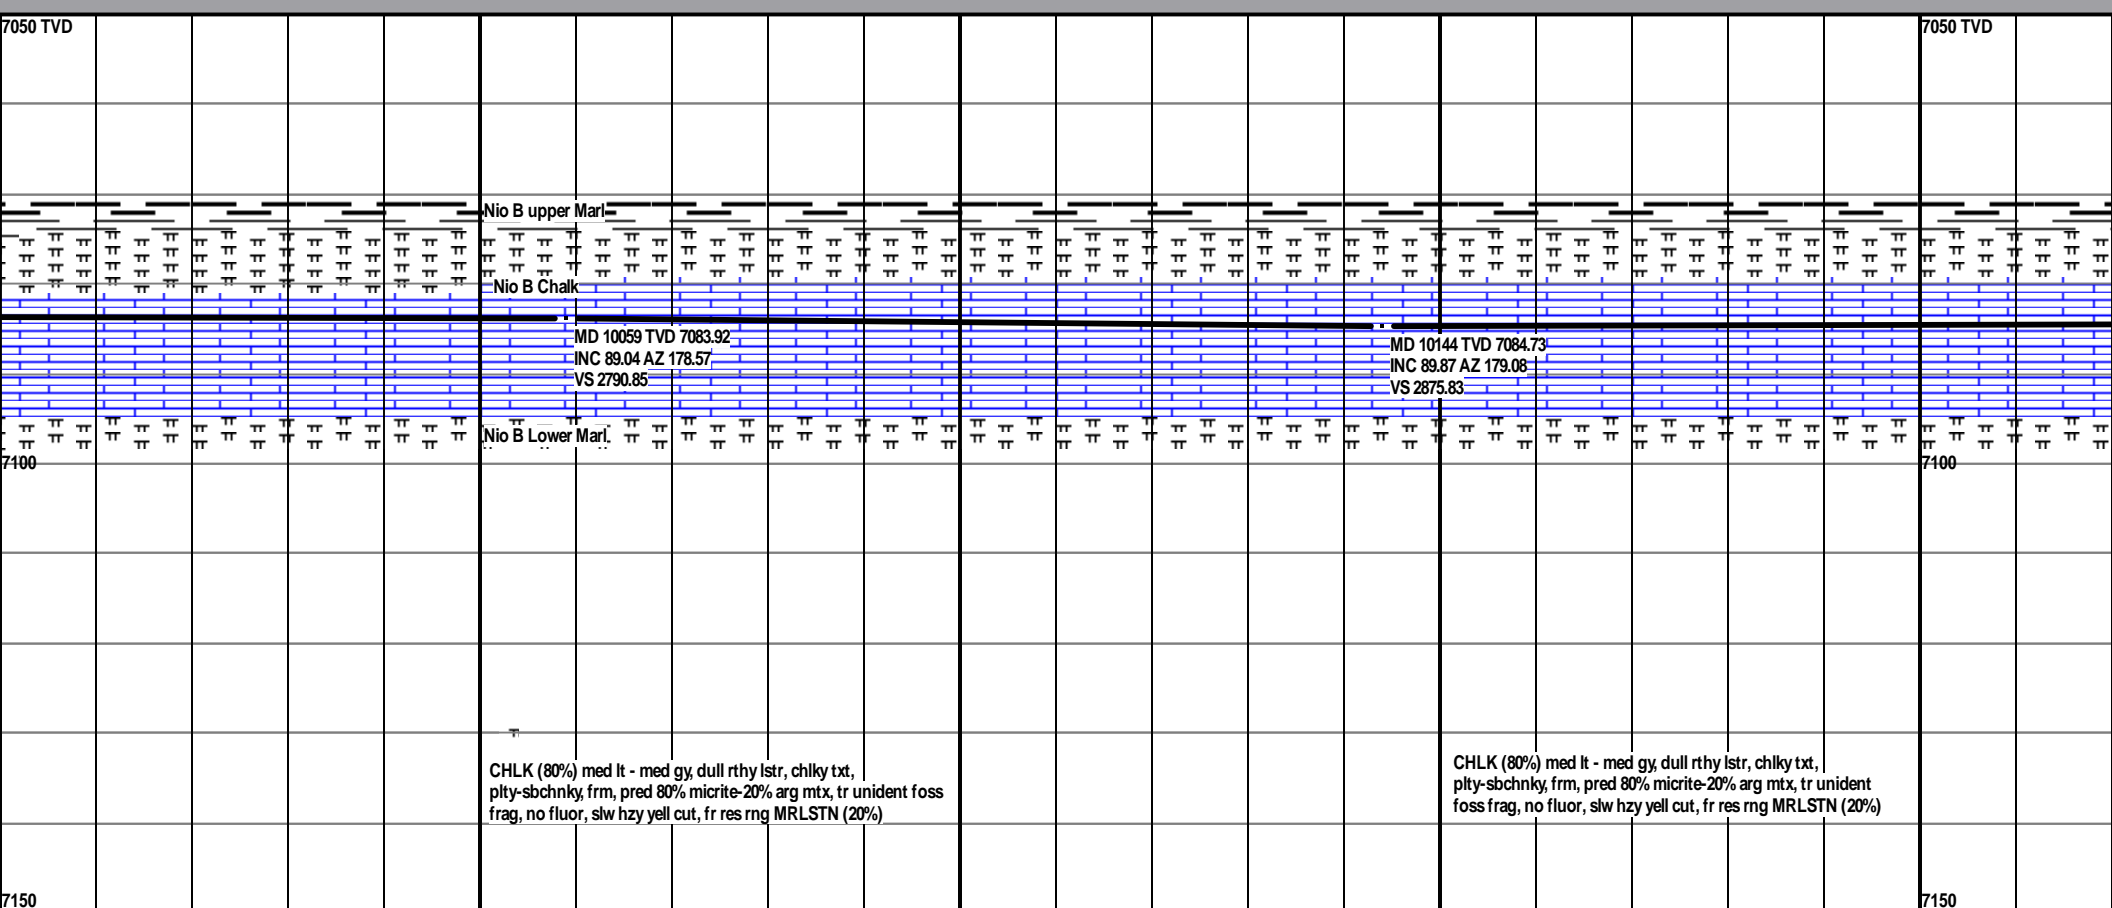 7050 TVD
7050 TVD
Nio B upper Marl
Nio B Chalk
MD 10059 TVD 7083.92
INC 89.04 AZ 178.57
VS 2790.85
MD 10144 TVD 7084.73
INC 89.87 AZ 179.08
VS 2875.83
Nio B Lower Marl
7100
7100
CHLK (80%) med lt - med gy, dull rthy lstr, chlky txt,
plty-sbchnky, frm, pred 80% micrite-20% arg mtx, tr unident foss
frag, no fluor, slw hzy yell cut, fr res rng MRLSTN (20%)
CHLK (80%) med lt - med gy, dull rthy lstr, chlky txt,
plty-sbchnky, frm, pred 80% micrite-20% arg mtx, tr unident
foss frag, no fluor, slw hzy yell cut, fr res rng MRLSTN (20%)
7150
7150